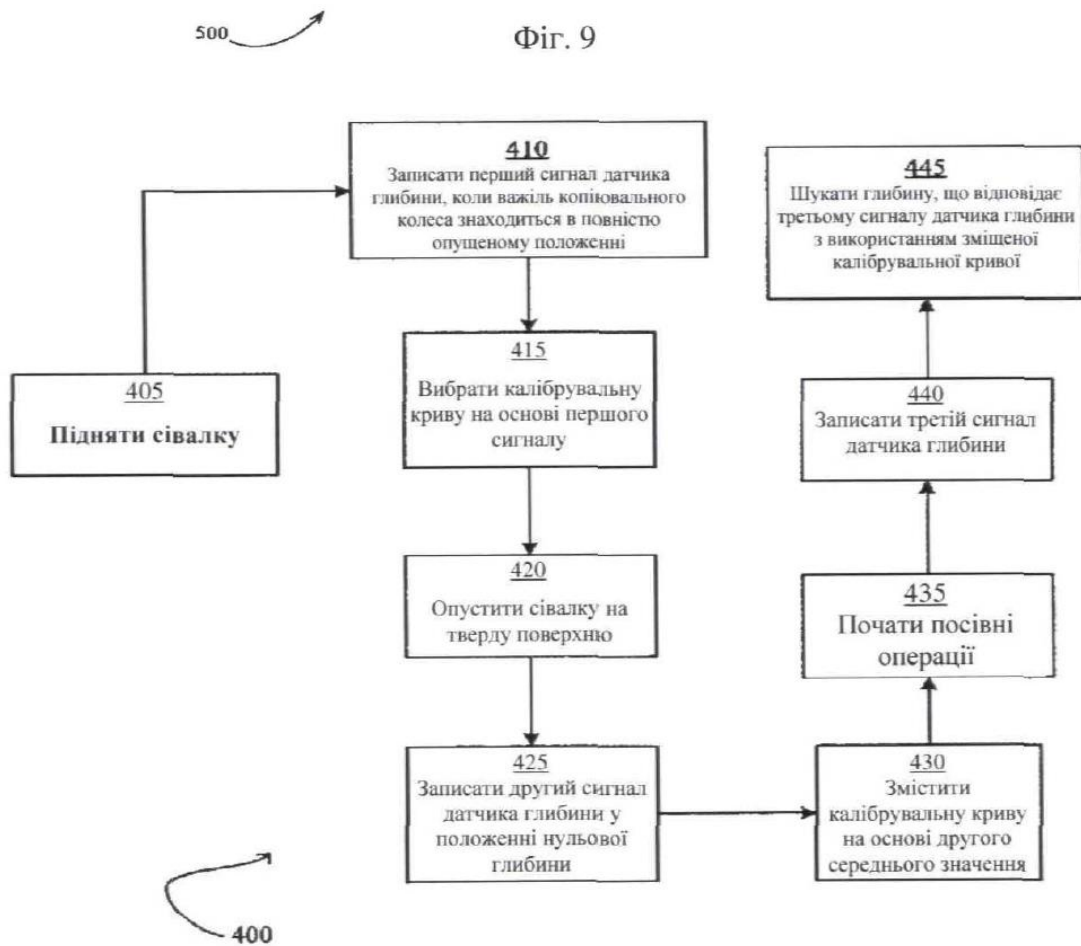 500
Фіг. 9
405
Підняти сівалку
410
Записати перший сигнал датчика
глибини, коли важіль копіювального
колеса знаходиться в повністю
опущеному положенні
415
Вибрати калібрувальну
криву на основі першого
сигналу
420
Опустити сівалку на
тверду поверхню
425
Записати другий сигнал
датчика глибини у
положенні нульової
глибини
430
Змістити
калібрувальну криву
на основі другого
середнього значення
435
Почати посівні
операції
440
Записати третій сигнал
датчика глибини
445
Шукати глибину, що відповідає
третьому сигналу датчика глибини
з використанням зміщеної
калібрувальної кривої
400